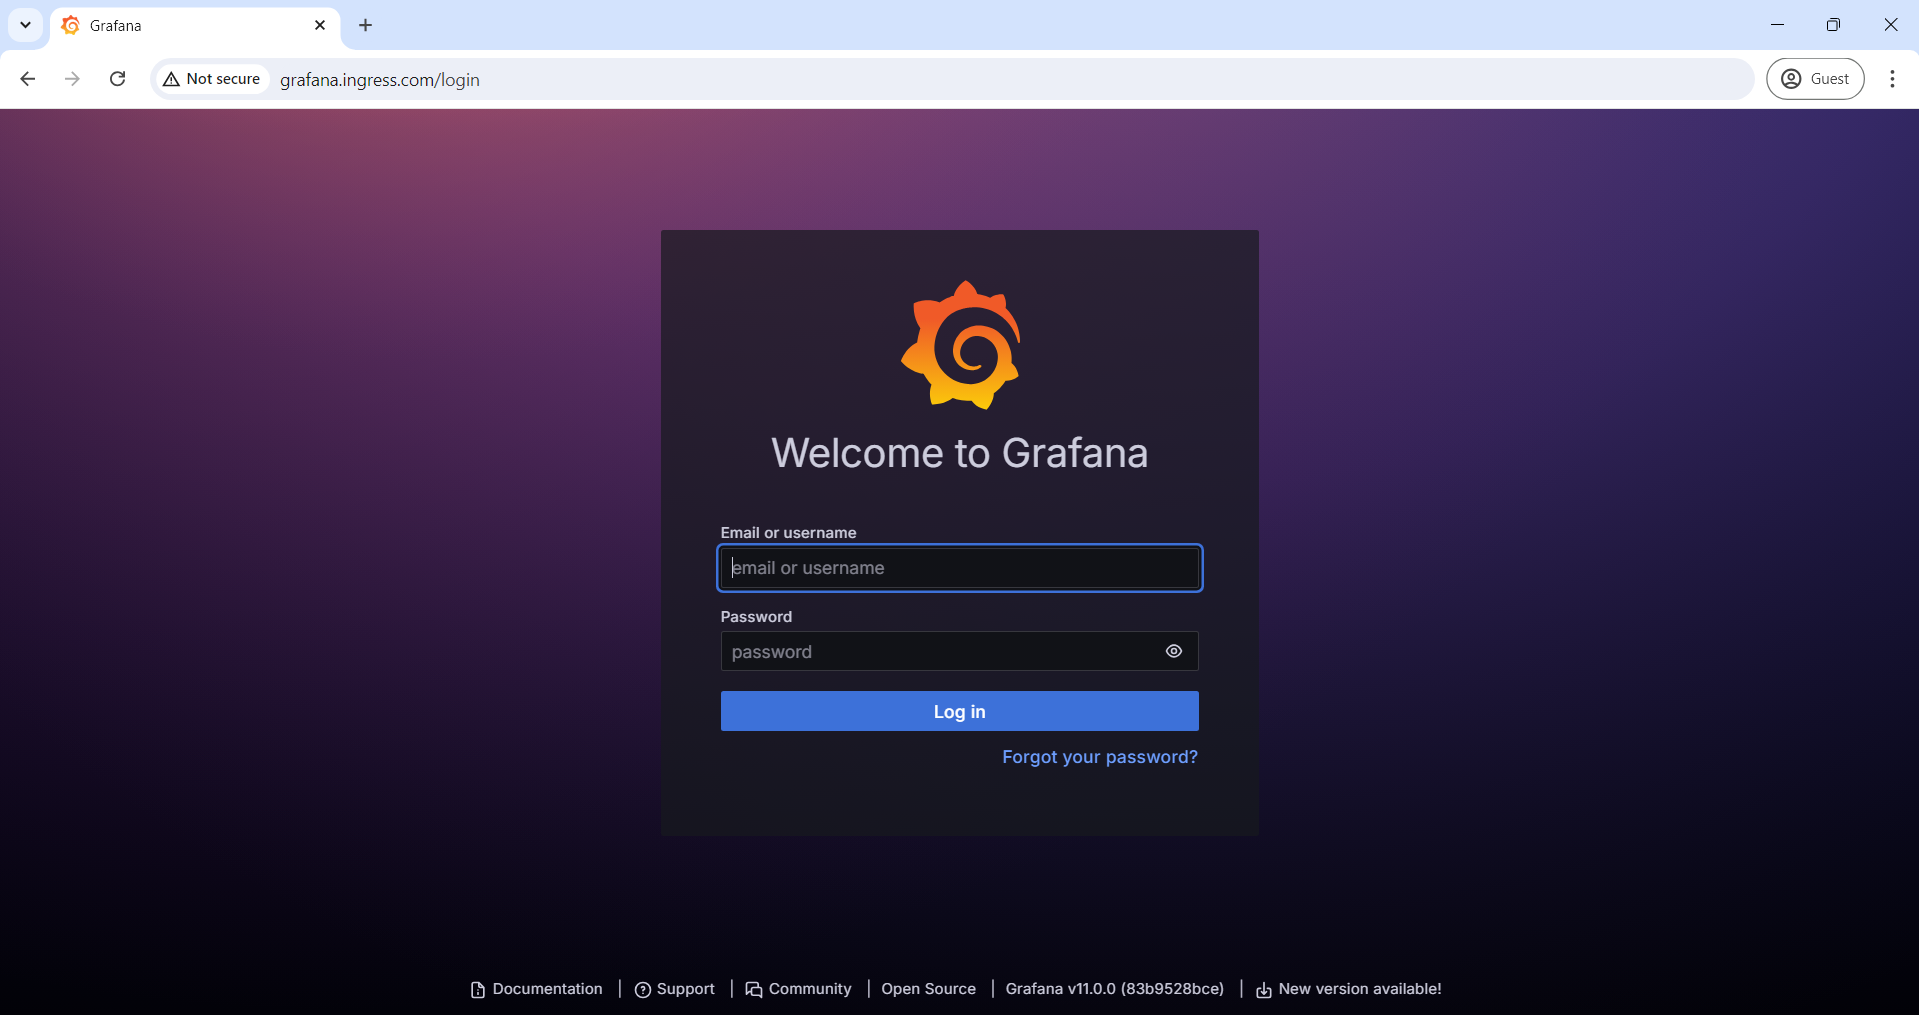 Grafana
Not secure
grafana.ingress.com/login
Guest
Welcome to Grafana
Email or username
email or username
Password
password
Log in
Forgot your password?
Documentation | Support | Community | Open Source | Grafana v11.0.0 (83b9528bce) | New version available!